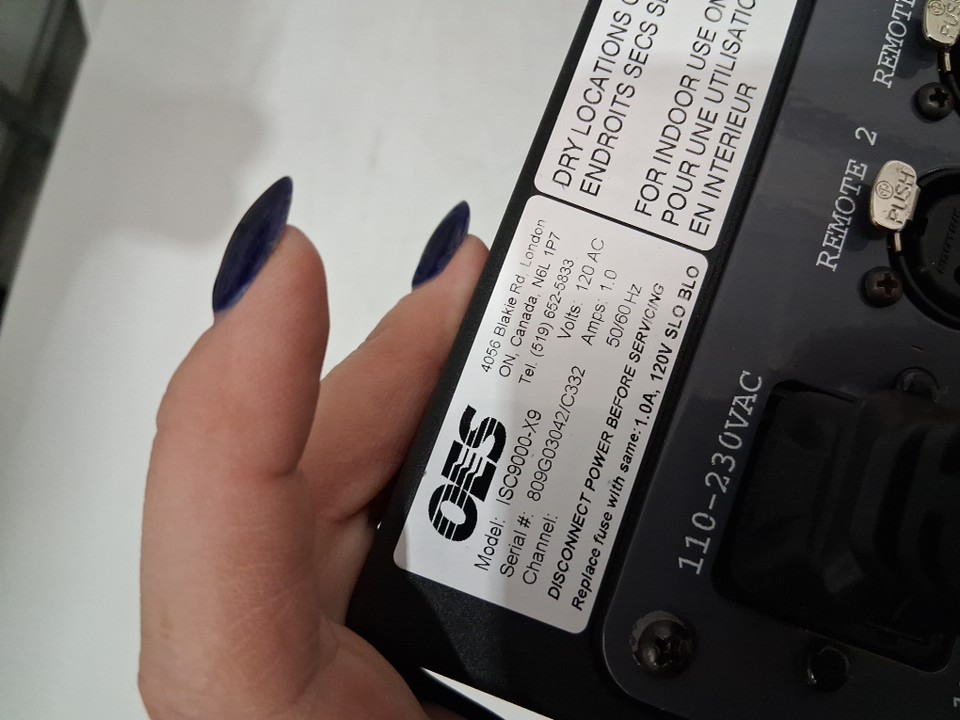 DRY LOCATIONS
ENDROITS SECS
FOR INDOOR USE
POUR UNE UTILISATIO
EN INTERIEUR
OES
4056 Blakie Rd, London
ON, Canada, N6L 1P7
Tel. (519) 652-5833
Volts: 120 AC
Amps: 1.0
50/60Hz
Model: ISC9000-X9
Serial #: 809G03042/C332
Channel:
DISCONNECT POWER BEFORE SERVICING
Replace fuse with same:1.0A, 120V SLO BLO
REMOTE
REMOTE 2
PUSH
110-230VAC